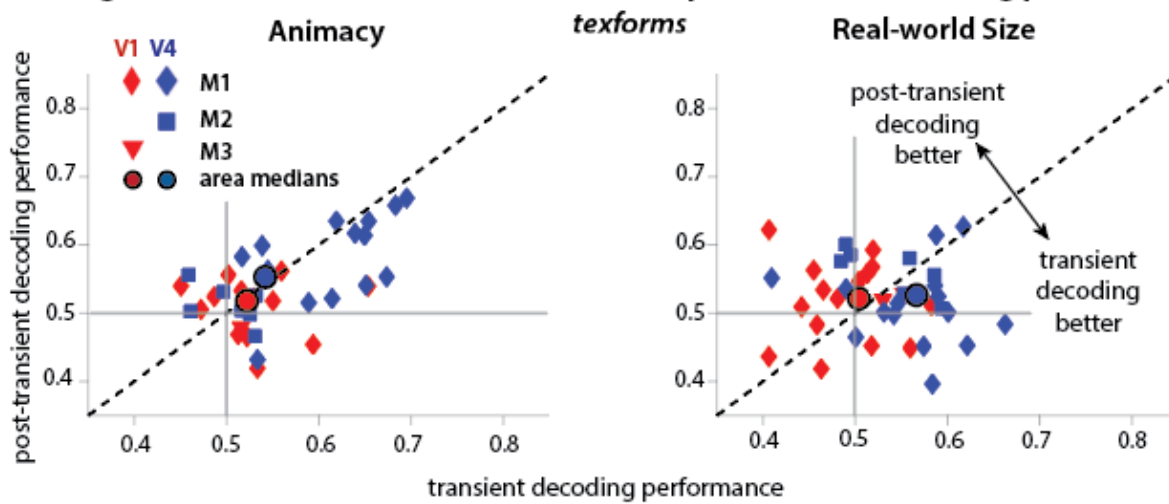 texforms
Animacy
Real-world Size
V1 V4
M1
M2
M3
area medians
post-transient decoding performance
0.8
0.7
0.6
0.5
0.4
0.4 0.5 0.6 0.7 0.8
post-transient
decoding
better
transient
decoding
better
0.8
0.7
0.6
0.5
0.4
0.4 0.5 0.6 0.7 0.8
transient decoding performance